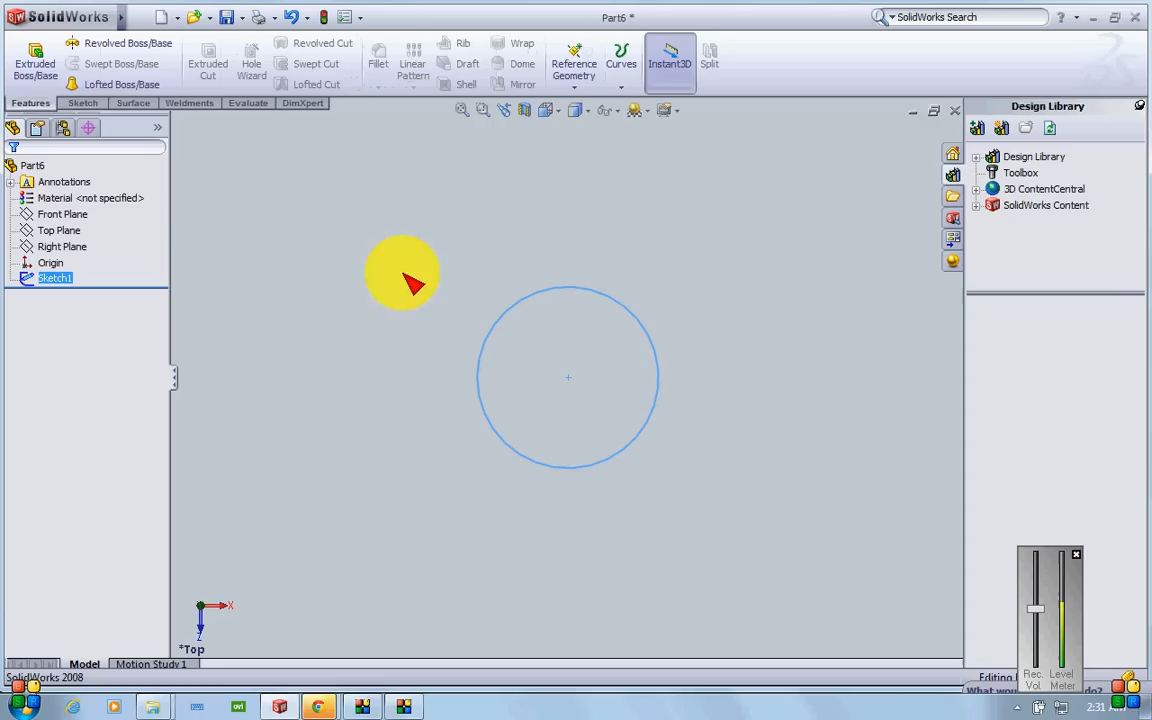 SolidWorks
Part6 *
SolidWorks Search
Extruded Boss/Base
Revolved Boss/Base
Swept Boss/Base
Lofted Boss/Base
Extruded Cut
Hole Wizard
Revolved Cut
Swept Cut
Lofted Cut
Fillet
Linear Pattern
Rib
Draft
Shell
Wrap
Dome
Mirror
Reference Geometry
Curves
Instant3D
Split
Features
Sketch
Surface
Weldments
Evaluate
DimXpert
Design Library
Part6
Annotations
Material <not specified>
Front Plane
Top Plane
Right Plane
Origin
Sketch1
Design Library
Toolbox
3D ContentCentral
SolidWorks Content
X
Z
*Top
Rec. Vol
Level Meter
Model
Motion Study 1
SolidWorks 2008
Editing
ovi
2:31